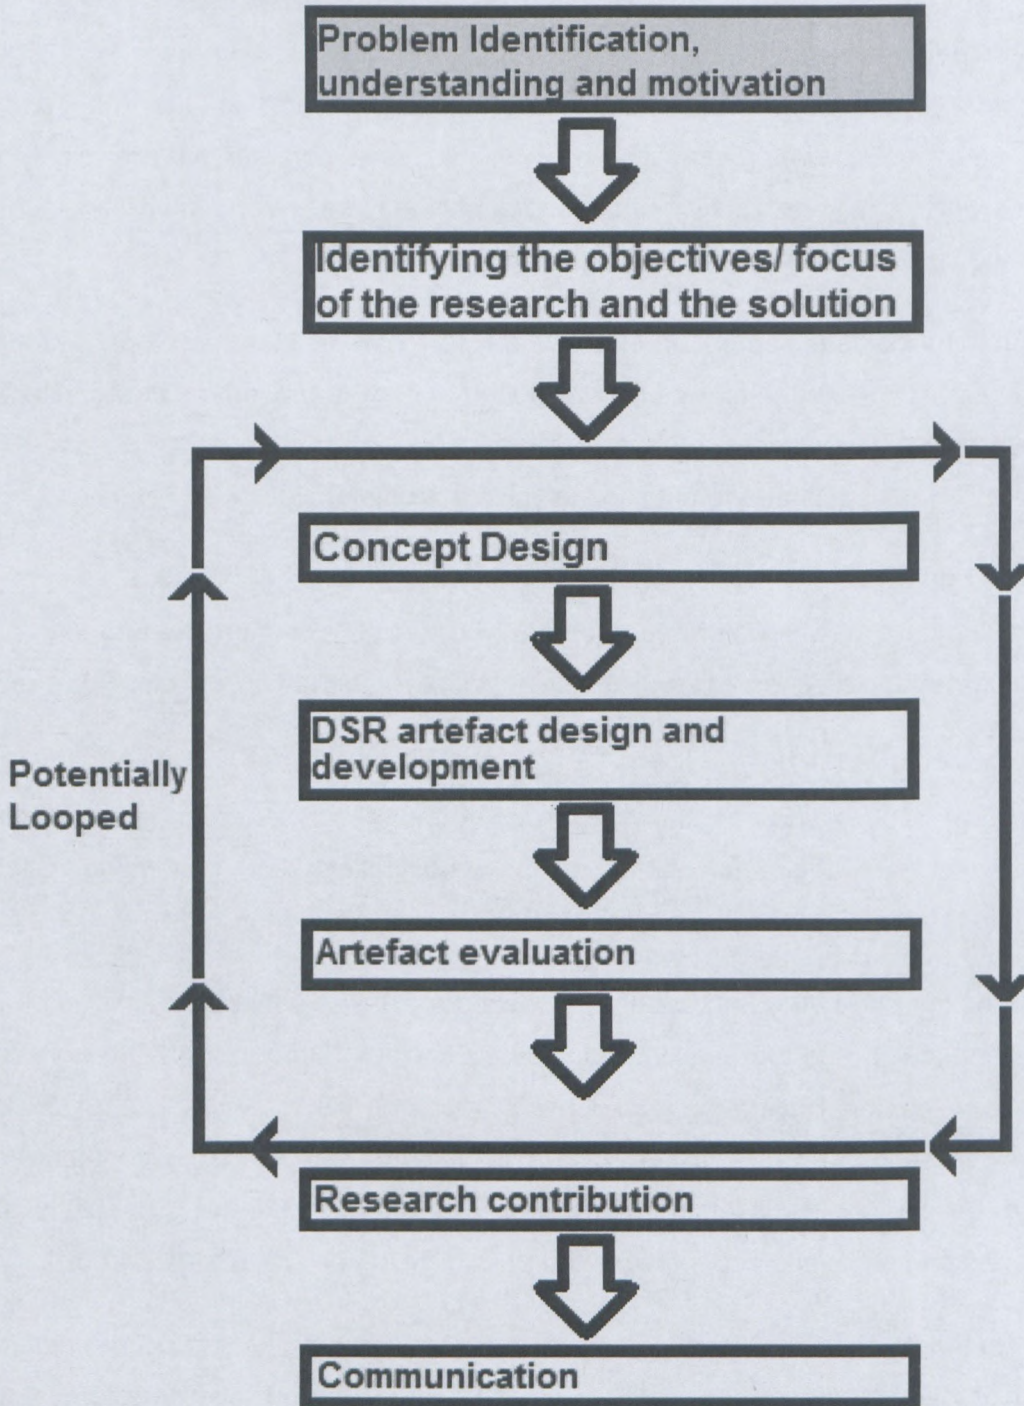 Problem Identification,
understanding and motivation
Identifying the objectives/ focus
of the research and the solution
Concept Design
DSR artefact design and
development
Potentially
Looped
Artefact evaluation
Research contribution
Communication